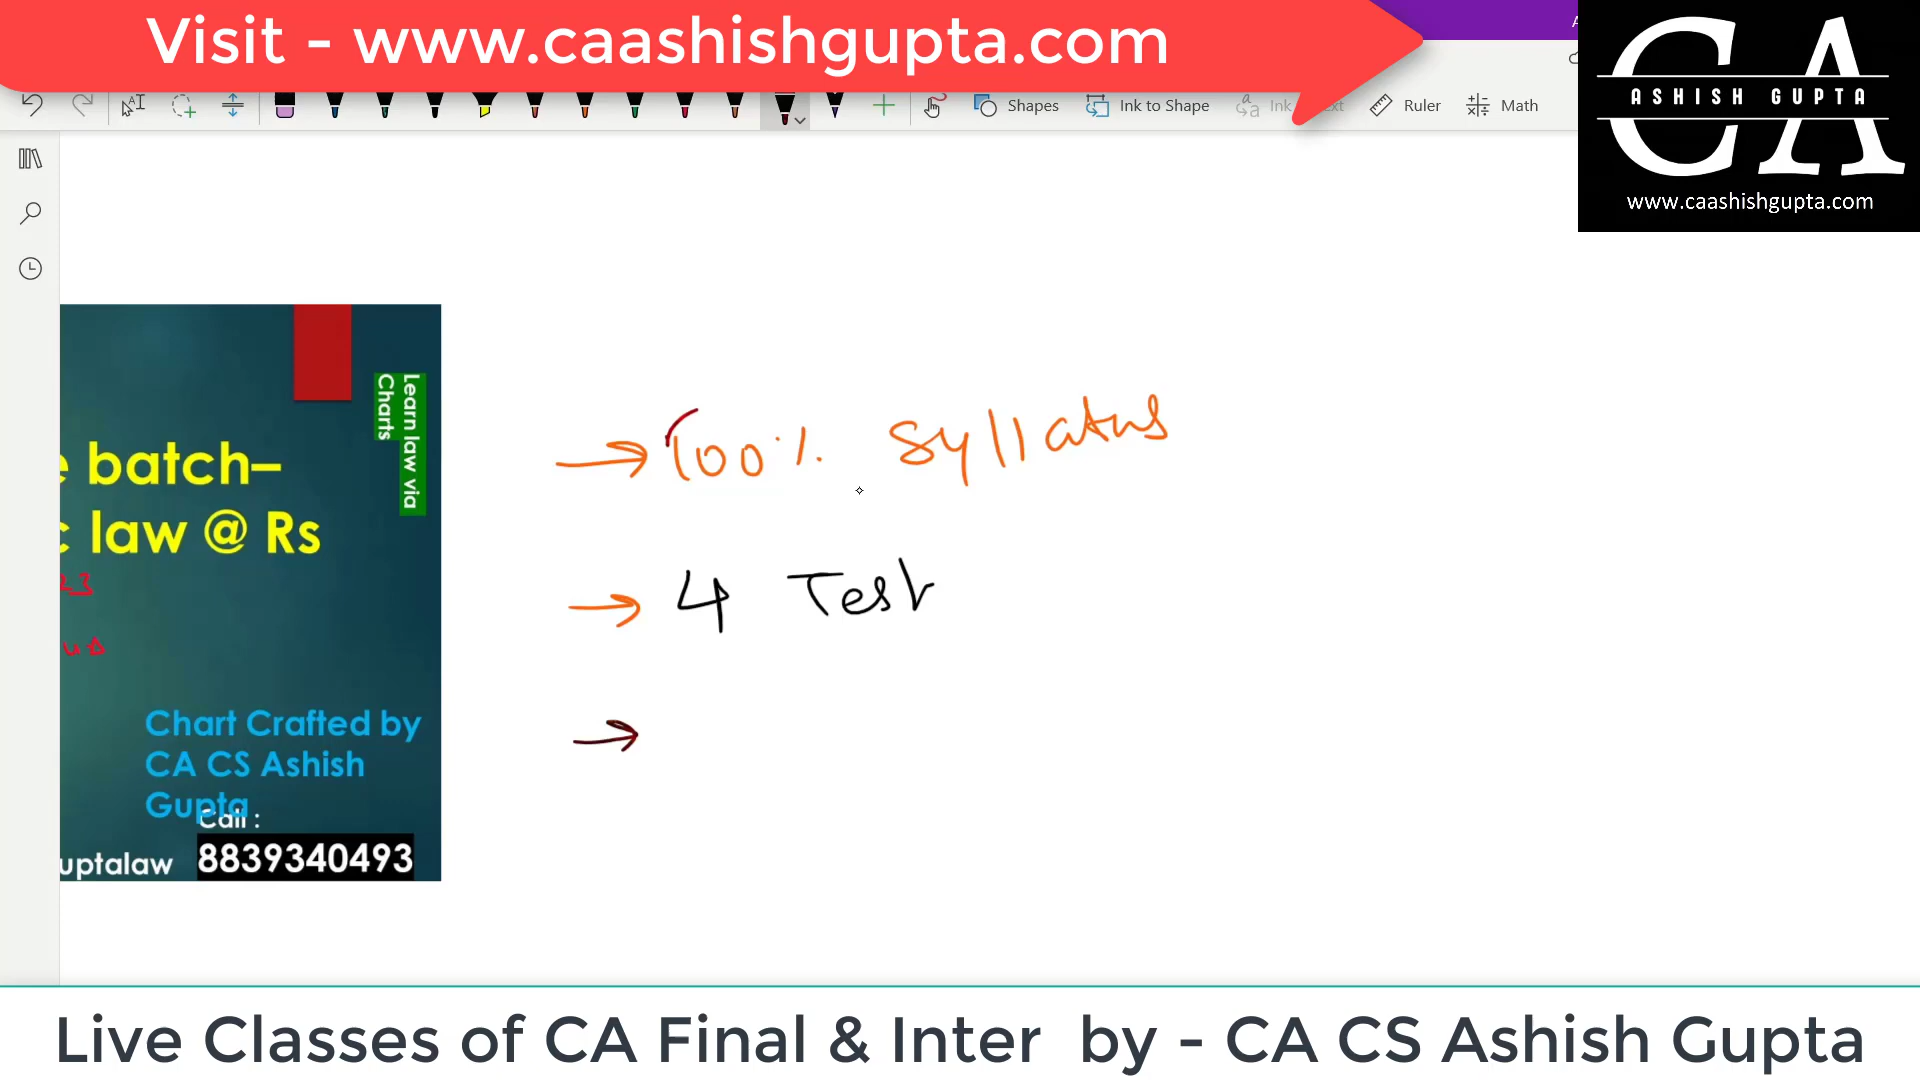 Visit - www.caashishgupta.com
CA
ASHISH GUPTA
www.caashishgupta.com
Shapes
Ink to Shape
Ruler
Math
Learn law via
Charts
batch–
law @ Rs
23
→ 100% Syllabus
→ 4 Test
→
Chart Crafted by
CA CS Ashish
Gupta
Call :
uptalaw 8839340493
Live Classes of CA Final & Inter by - CA CS Ashish Gupta